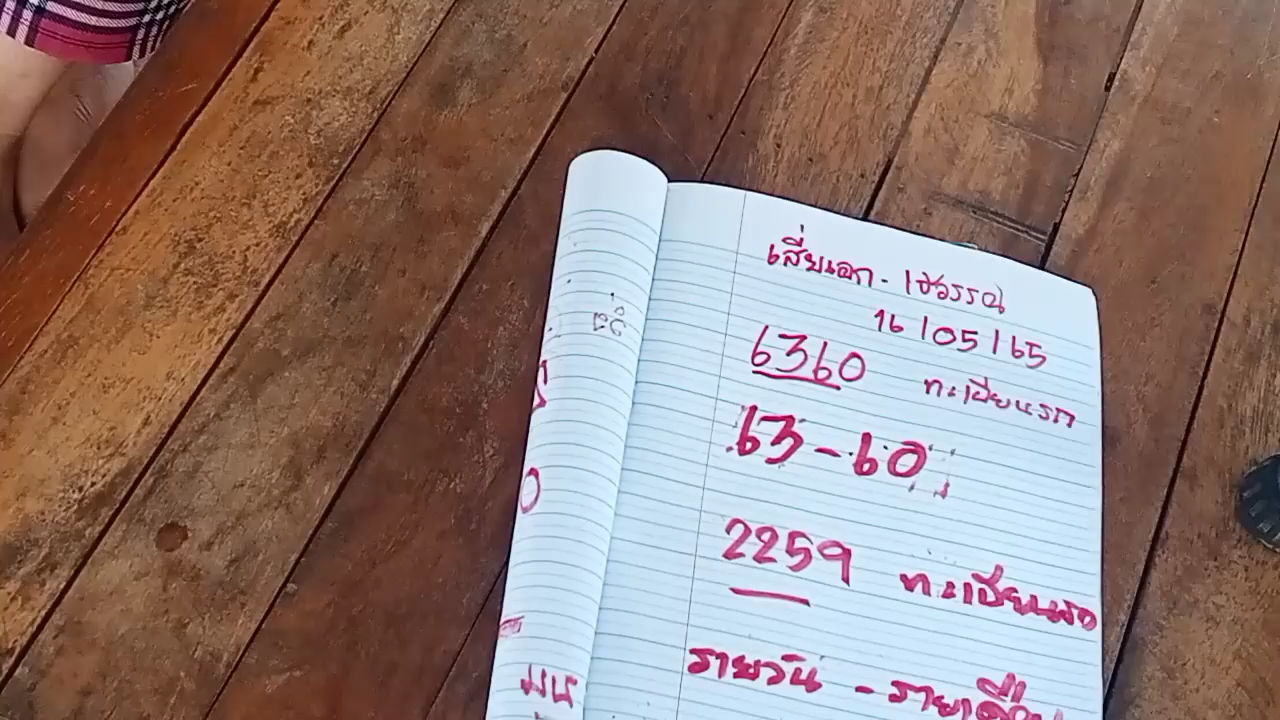 เสี่ยเอก - เชวรรณ
16/05/65
6360 ทะเบียนรถ
63-60
2259 ทะเบียนรถ
รายวัน - รายเดือน